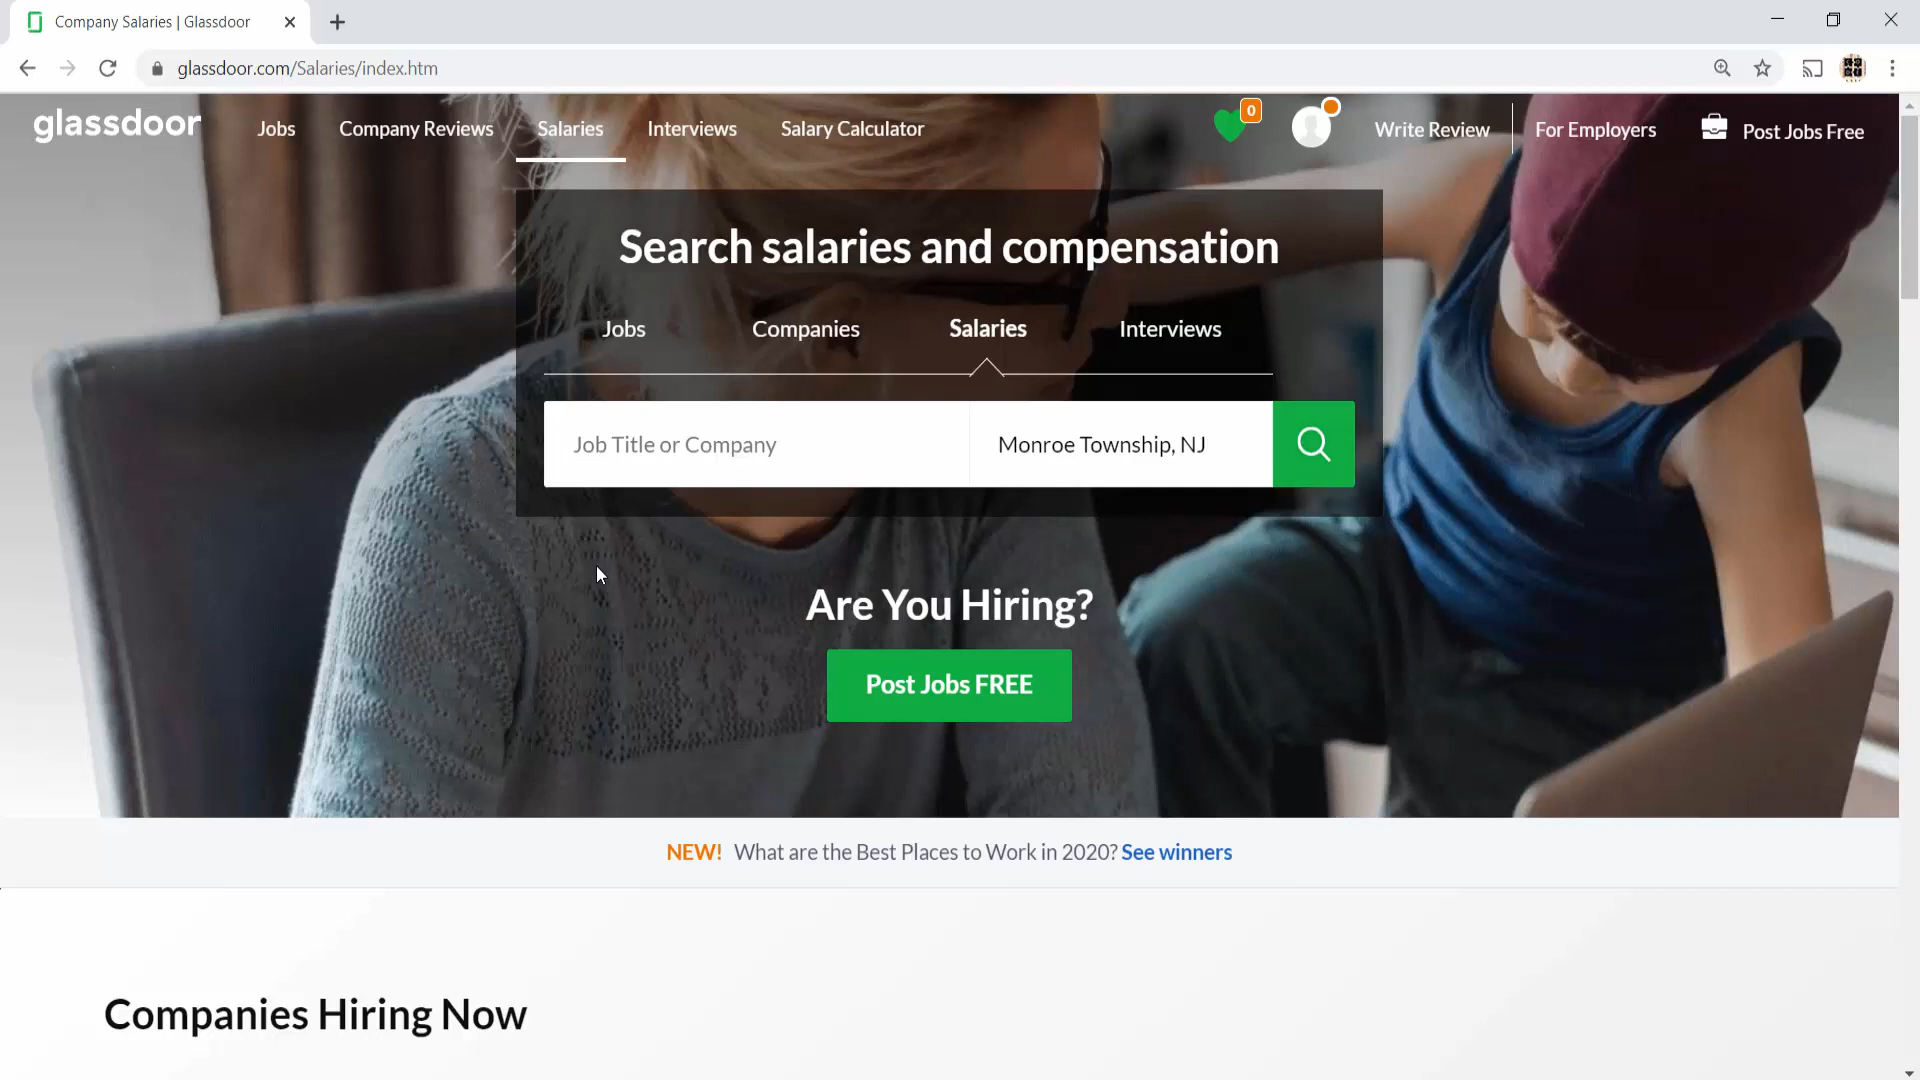 Company Salaries | Glassdoor
glassdoor.com/Salaries/index.htm
glassdoor
Jobs
Company Reviews
Salaries
Interviews
Salary Calculator
0
Write Review
For Employers
Post Jobs Free
Search salaries and compensation
Jobs
Companies
Salaries
Interviews
Job Title or Company
Monroe Township, NJ
Are You Hiring?
Post Jobs FREE
NEW! What are the Best Places to Work in 2020? See winners
Companies Hiring Now